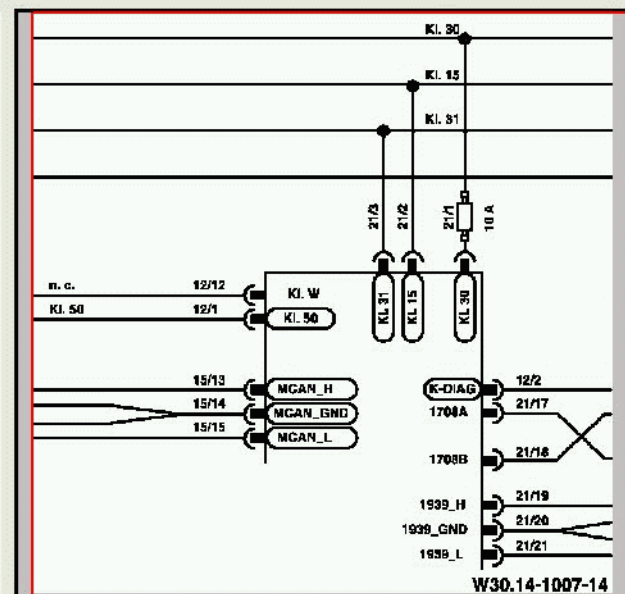 Kl. 30
Kl. 15
Kl. 31
21/3
21/2
21/1
10 A
n. c.
12/12
Kl. W
KL 31
KL 15
KL 30
Kl. 50
12/1
Kl. 50
15/13
MCAN_H
K-DIAG
12/2
15/14
MCAN_GND
1708A
21/17
15/15
MCAN_L
1708B
21/18
1939_H
21/19
1939_GND
21/20
1939_L
21/21
W30.14-1007-14